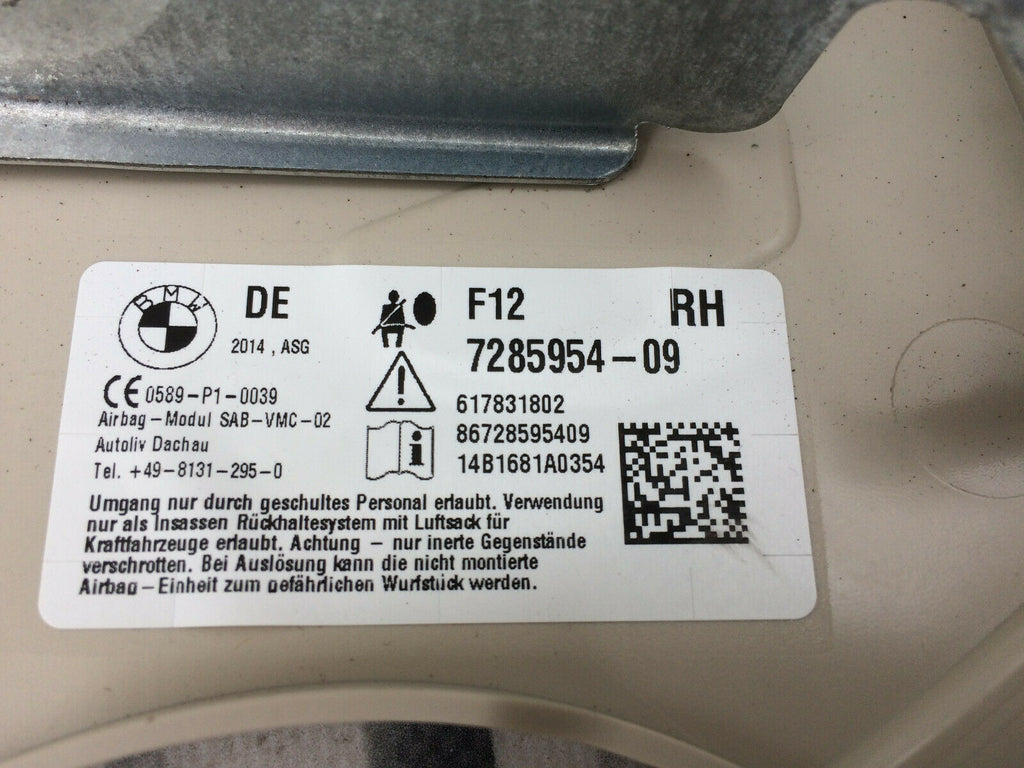 BMW
DE
2014 , ASG
CE 0589-P1-0039
Airbag-Modul SAB-VMC-02
Autoliv Dachau
Tel. +49-8131-295-0
F12 RH
7285954-09
617831802
86728595409
14B1681A0354
Umgang nur durch geschultes Personal erlaubt. Verwendung
nur als Insassen Rückhaltesystem mit Luftsack für
Kraftfahrzeuge erlaubt. Achtung - nur inerte Gegenstände
verschrotten. Bei Auslösung kann die nicht montierte
Airbag-Einheit zum gefährlichen Wurfstück werden.